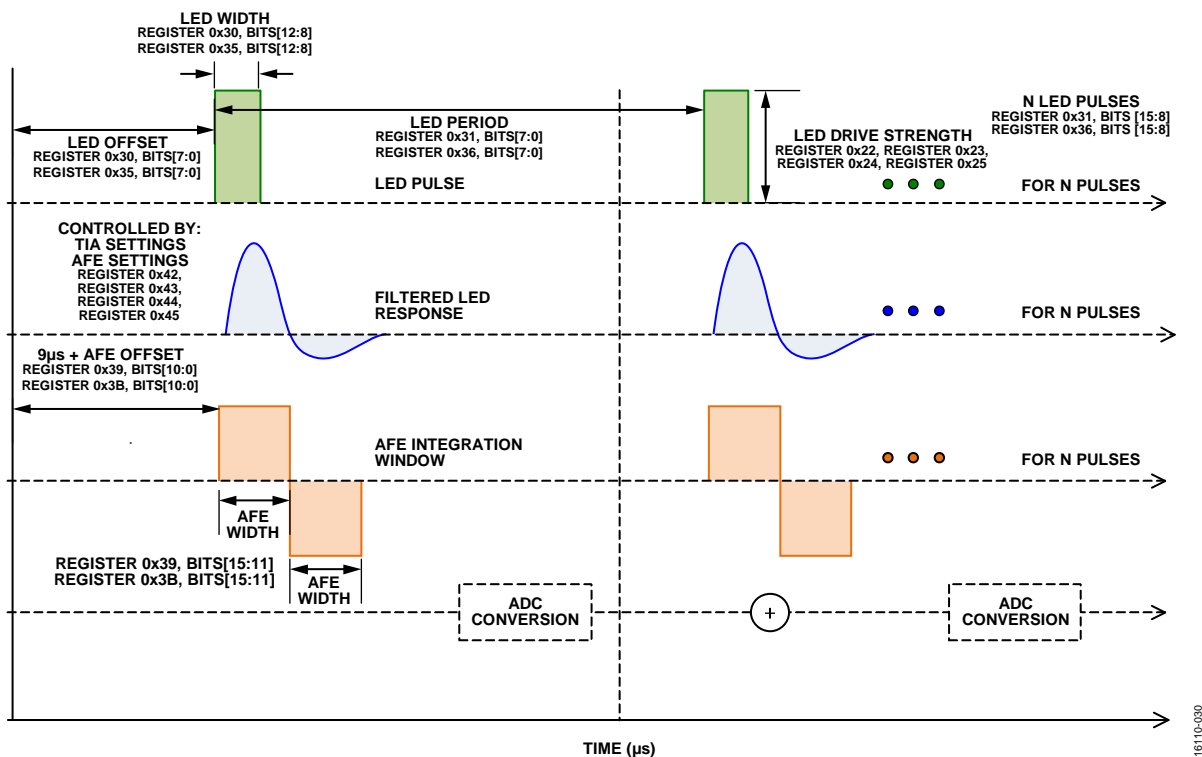 LED WIDTH
REGISTER 0x30, BITS[12:8]
REGISTER 0x35, BITS[12:8]
LED OFFSET
REGISTER 0x30, BITS[7:0]
REGISTER 0x35, BITS[7:0]
LED PERIOD
REGISTER 0x31, BITS[7:0]
REGISTER 0x36, BITS[7:0]
LED PULSE
LED DRIVE STRENGTH
REGISTER 0x22, REGISTER 0x23,
REGISTER 0x24, REGISTER 0x25
N LED PULSES
REGISTER 0x31, BITS [15:8]
REGISTER 0x36, BITS [15:8]
FOR N PULSES
CONTROLLED BY:
TIA SETTINGS
AFE SETTINGS
REGISTER 0x42,
REGISTER 0x43,
REGISTER 0x44,
REGISTER 0x45
FILTERED LED
RESPONSE
FOR N PULSES
9µs + AFE OFFSET
REGISTER 0x39, BITS[10:0]
REGISTER 0x3B, BITS[10:0]
AFE INTEGRATION
WINDOW
FOR N PULSES
AFE
WIDTH
REGISTER 0x39, BITS[15:11]
REGISTER 0x3B, BITS[15:11]
AFE
WIDTH
ADC
CONVERSION
+
ADC
CONVERSION
TIME (µs)
16110-030